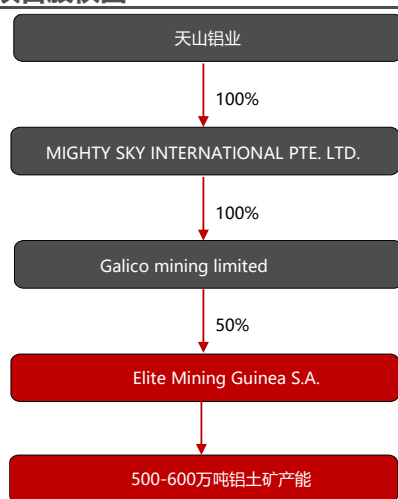 天山铝业
100%
MIGHTY SKY INTERNATIONAL PTE. LTD.
100%
Galico mining limited
50%
Elite Mining Guinea S.A.
500-600万吨铝土矿产能